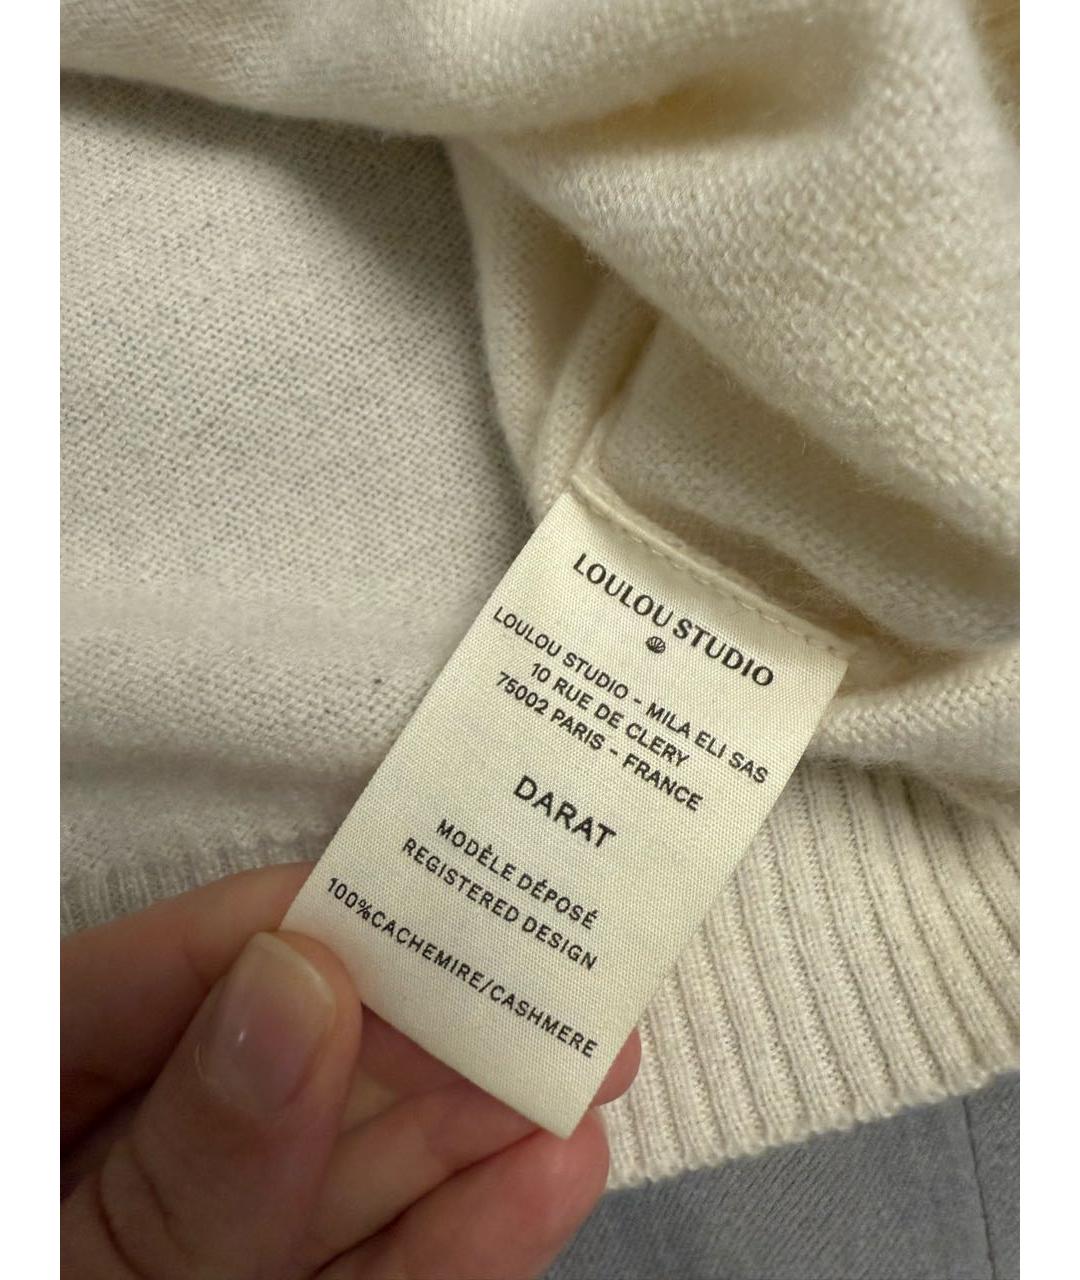 LOULOU STUDIO
LOULOU STUDIO - MILA ELI SAS
10 RUE DE CLERY
75002 PARIS - FRANCE
DARAT
MODÈLE DÉPOSÉ
REGISTERED DESIGN
100%CACHEMIRE/CASHMERE